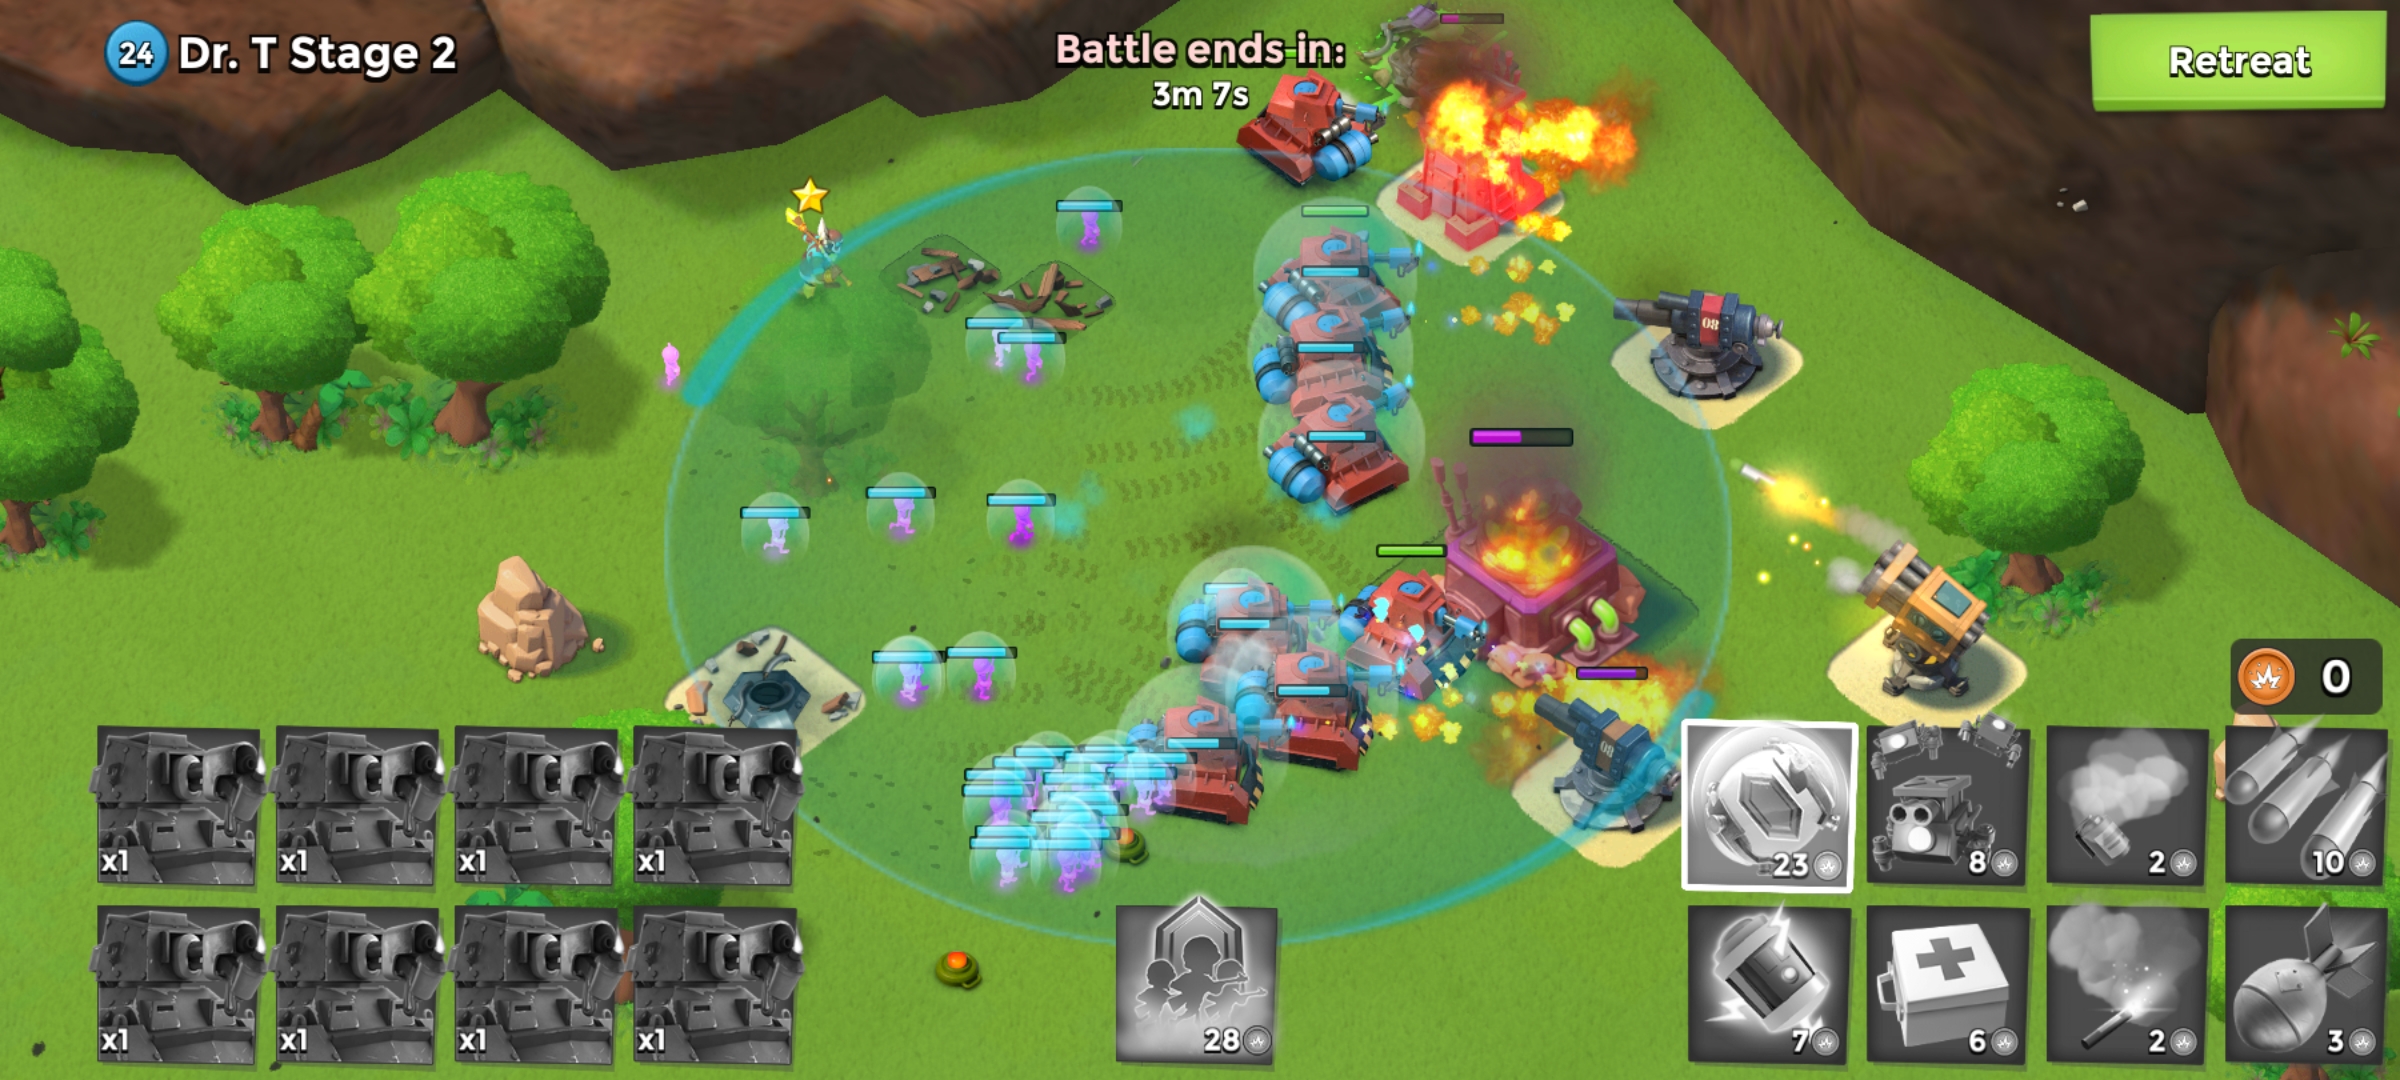 24 Dr. T Stage 2
Battle ends in:
3m 7s
Retreat
08
08
0
x1 x1 x1 x1
23 8 2 10
x1 x1 x1 x1
28
7 6 2 3